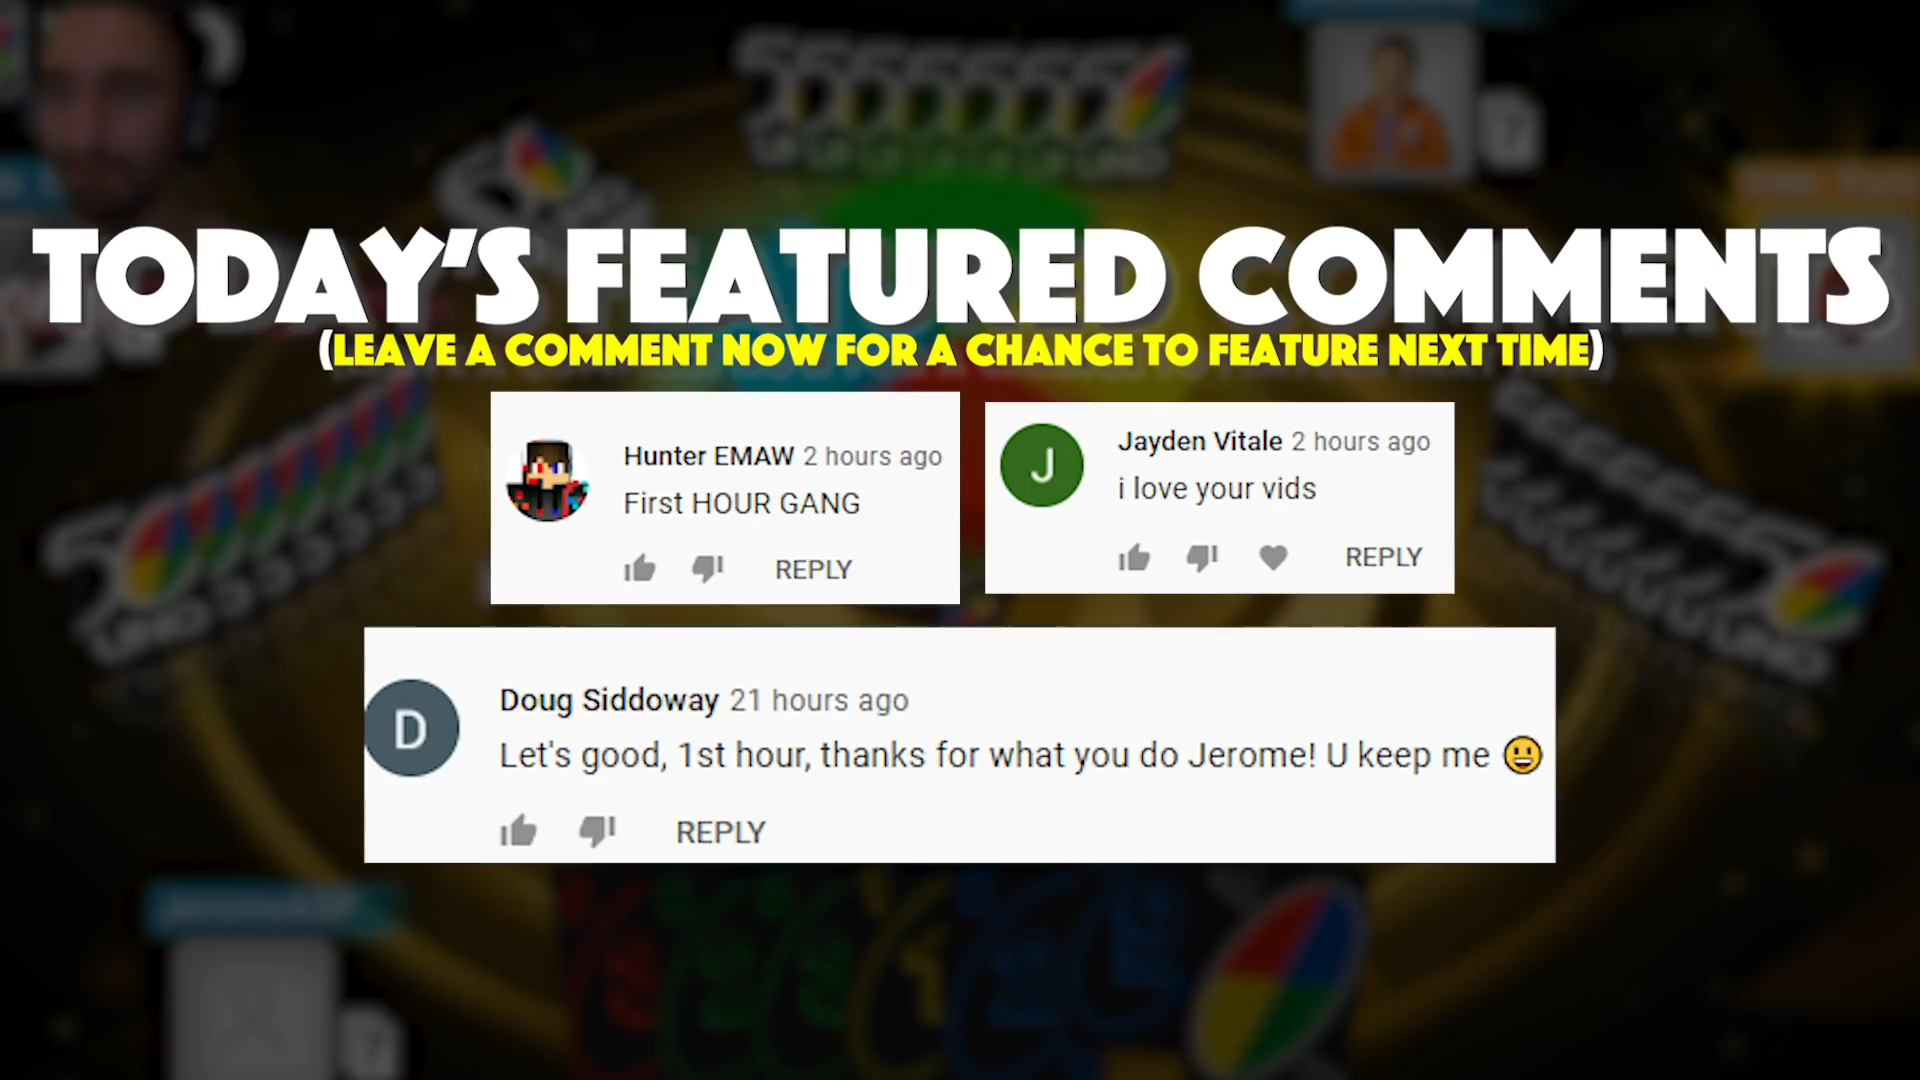 TODAY'S FEATURED COMMENTS
(LEAVE A COMMENT NOW FOR A CHANCE TO FEATURE NEXT TIME)
Hunter EMAW 2 hours ago
First HOUR GANG
REPLY
Jayden Vitale 2 hours ago
i love your vids
REPLY
J
Doug Siddoway 21 hours ago
Let's good, 1st hour, thanks for what you do Jerome! U keep me 😃
REPLY
D